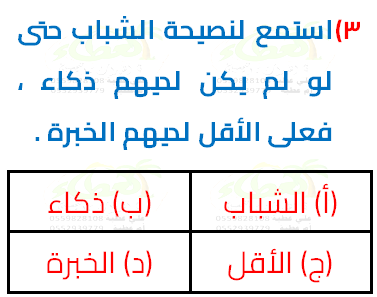 ٣)استمع لنصيحة الشباب حتى
لو لم يكن لديهم ذكاء ،
فعلى الأقل لديهم الخبرة .
(أ) الشباب (ب) ذكاء
(ج) الأقل (د) الخبرة